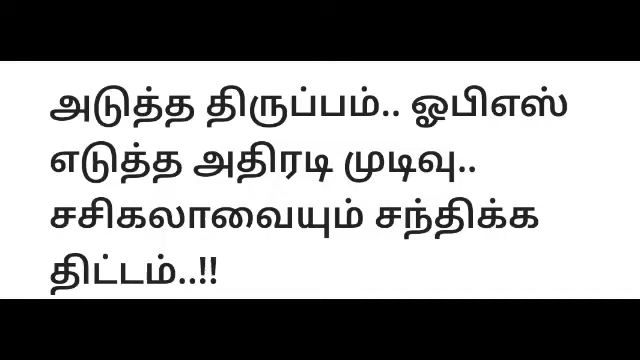 அடுத்த திருப்பம்.. ஓபிஎஸ்
எடுத்த அதிரடி முடிவு..
சசிகலாவையும் சந்திக்க
திட்டம்..!!